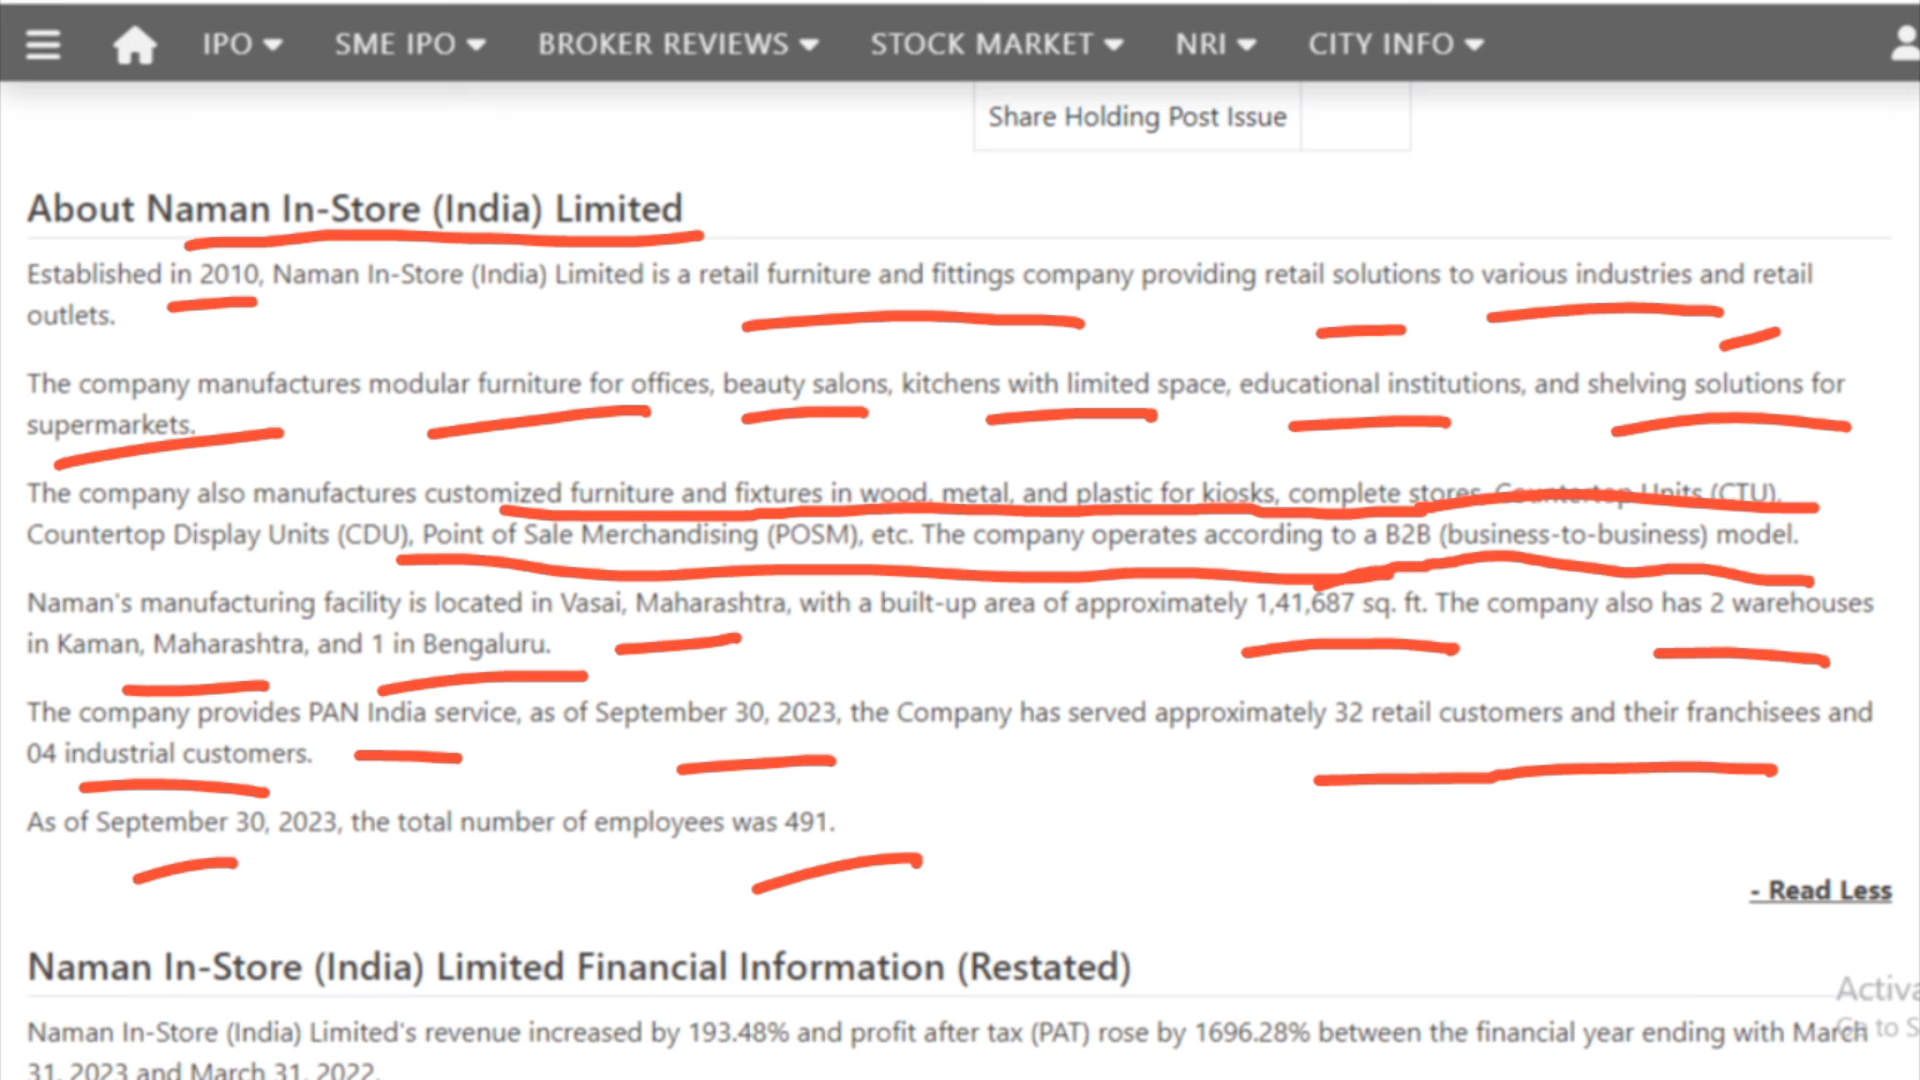 IPO SME IPO BROKER REVIEWS STOCK MARKET NRI CITY INFO
Share Holding Post Issue
About Naman In-Store (India) Limited
Established in 2010, Naman In-Store (India) Limited is a retail furniture and fittings company providing retail solutions to various industries and retail
outlets.
The company manufactures modular furniture for offices, beauty salons, kitchens with limited space, educational institutions, and shelving solutions for
supermarkets.
The company also manufactures customized furniture and fixtures in wood, metal, and plastic for kiosks, complete stores, Countertop Units (CTU),
Countertop Display Units (CDU), Point of Sale Merchandising (POSM), etc. The company operates according to a B2B (business-to-business) model.
Naman's manufacturing facility is located in Vasai, Maharashtra, with a built-up area of approximately 1,41,687 sq. ft. The company also has 2 warehouses
in Kaman, Maharashtra, and 1 in Bengaluru.
The company provides PAN India service, as of September 30, 2023, the Company has served approximately 32 retail customers and their franchisees and
04 industrial customers.
As of September 30, 2023, the total number of employees was 491.
- Read Less
Naman In-Store (India) Limited Financial Information (Restated)
Activa
Naman In-Store (India) Limited's revenue increased by 193.48% and profit after tax (PAT) rose by 1696.28% between the financial year ending with March
to S
31, 2023 and March 31, 2022.